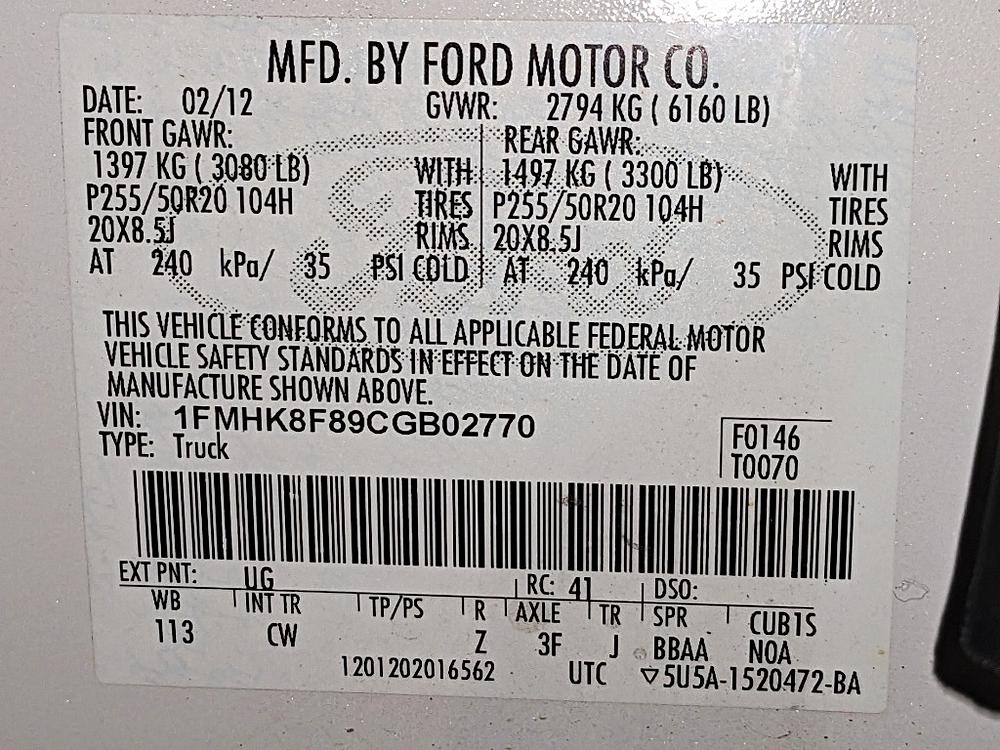 MFD. BY FORD MOTOR CO.
DATE: 02/12 GVWR: 2794 KG ( 6160 LB)
FRONT GAWR: REAR GAWR:
1397 KG ( 3080 LB) WITH 1497 KG ( 3300 LB) WITH
P255/50R20 104H TIRES P255/50R20 104H TIRES
20X8.5J RIMS 20X8.5J RIMS
AT 240 kPa/ 35 PSI COLD AT 240 kPa/ 35 PSI COLD
THIS VEHICLE CONFORMS TO ALL APPLICABLE FEDERAL MOTOR
VEHICLE SAFETY STANDARDS IN EFFECT ON THE DATE OF
MANUFACTURE SHOWN ABOVE.
VIN: 1FMHK8F89CGB02770
TYPE: Truck
F0146
T0070
EXT PNT: UG RC: 41 DSO:
WB INT TR TP/PS R AXLE TR SPR CUB1S
113 CW Z 3F J BBAA NOA
1201202016562 UTC ▽5U5A-1520472-BA